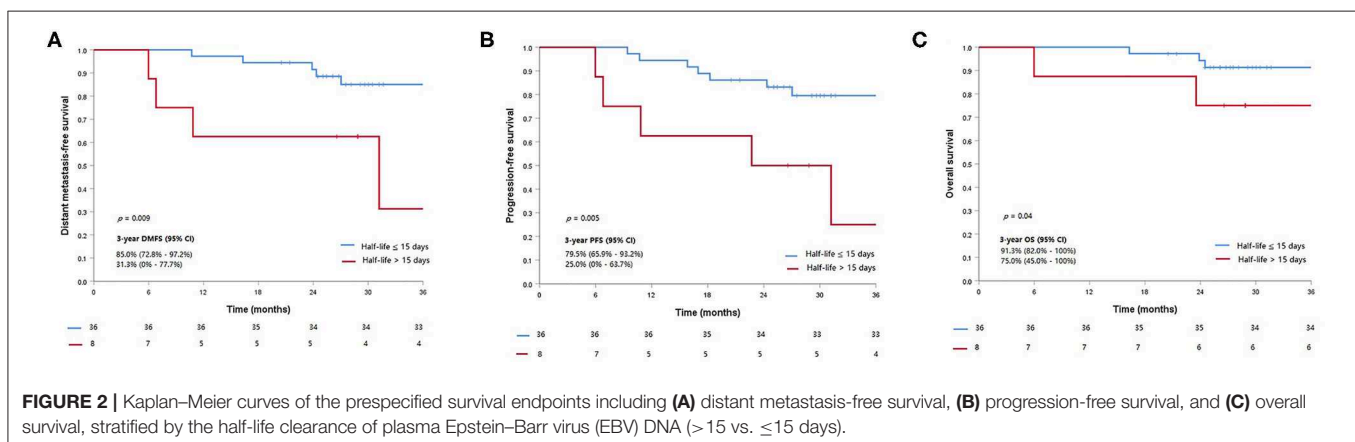 A
Distant metastasis-free survival
1.0
0.9
0.8
0.7
0.6
0.5
0.4
0.3
0.2
0.1
0.0
p = 0.009
3-year DMFS (95% CI)
85.0% (72.8% - 97.2%)
31.3% (0% - 77.7%)
Half-life ≤ 15 days
Half-life > 15 days
0 6 12 18 24 30 36
Time (months)
36 36 36 35 34 34 33
8 7 5 5 5 4 4
B
Progression-free survival
1.0
0.9
0.8
0.7
0.6
0.5
0.4
0.3
0.2
0.1
0.0
p = 0.005
3-year PFS (95% CI)
79.5% (65.9% - 93.2%)
25.0% (0% - 63.7%)
Half-life ≤ 15 days
Half-life > 15 days
0 6 12 18 24 30 36
Time (months)
36 36 36 35 34 33 33
8 7 5 5 5 5 4
C
Overall survival
1.0
0.9
0.8
0.7
0.6
0.5
0.4
0.3
0.2
0.1
0.0
p = 0.04
3-year OS (95% CI)
91.3% (82.0% - 100%)
75.0% (45.0% - 100%)
Half-life ≤ 15 days
Half-life > 15 days
0 6 12 18 24 30 36
Time (months)
36 36 36 35 35 34 34
8 7 7 7 6 6 6
FIGURE 2 | Kaplan–Meier curves of the prespecified survival endpoints including (A) distant metastasis-free survival, (B) progression-free survival, and (C) overall
survival, stratified by the half-life clearance of plasma Epstein–Barr virus (EBV) DNA (>15 vs. ≤15 days).